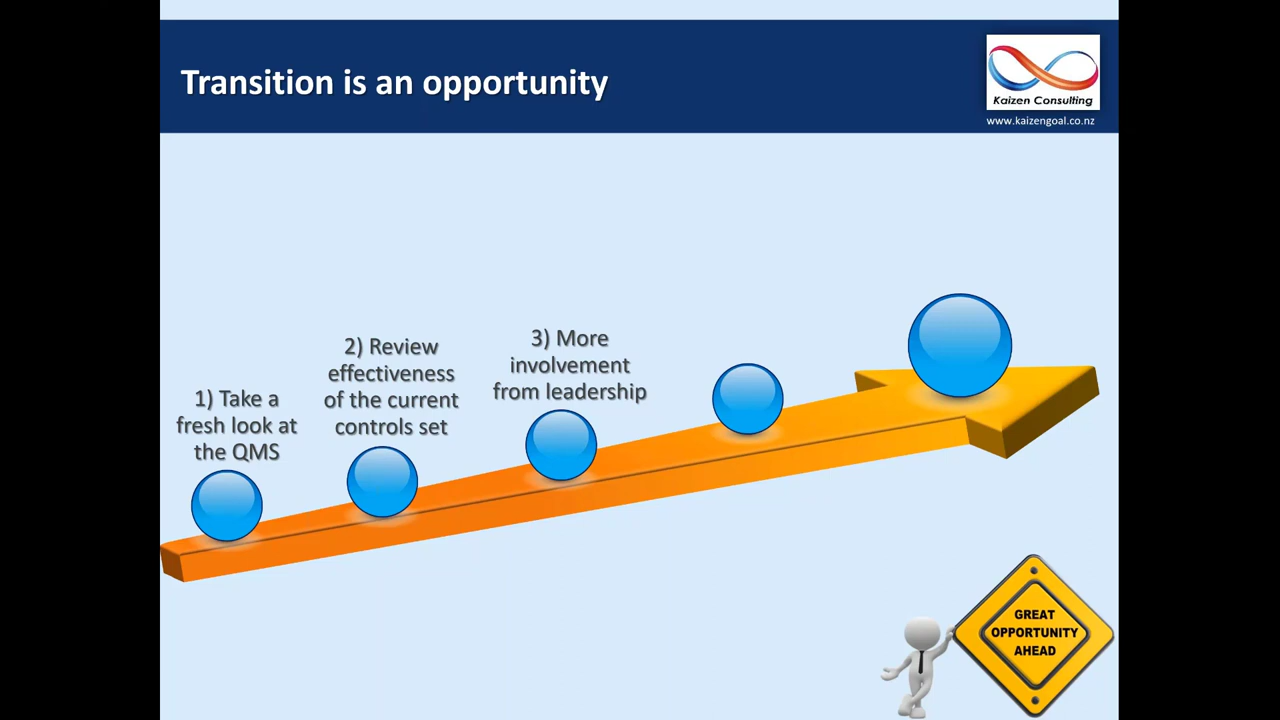 Transition is an opportunity
Kaizen Consulting
www.kaizengoal.co.nz
1) Take a
fresh look at
the QMS
2) Review
effectiveness
of the current
controls set
3) More
involvement
from leadership
GREAT
OPPORTUNITY
AHEAD